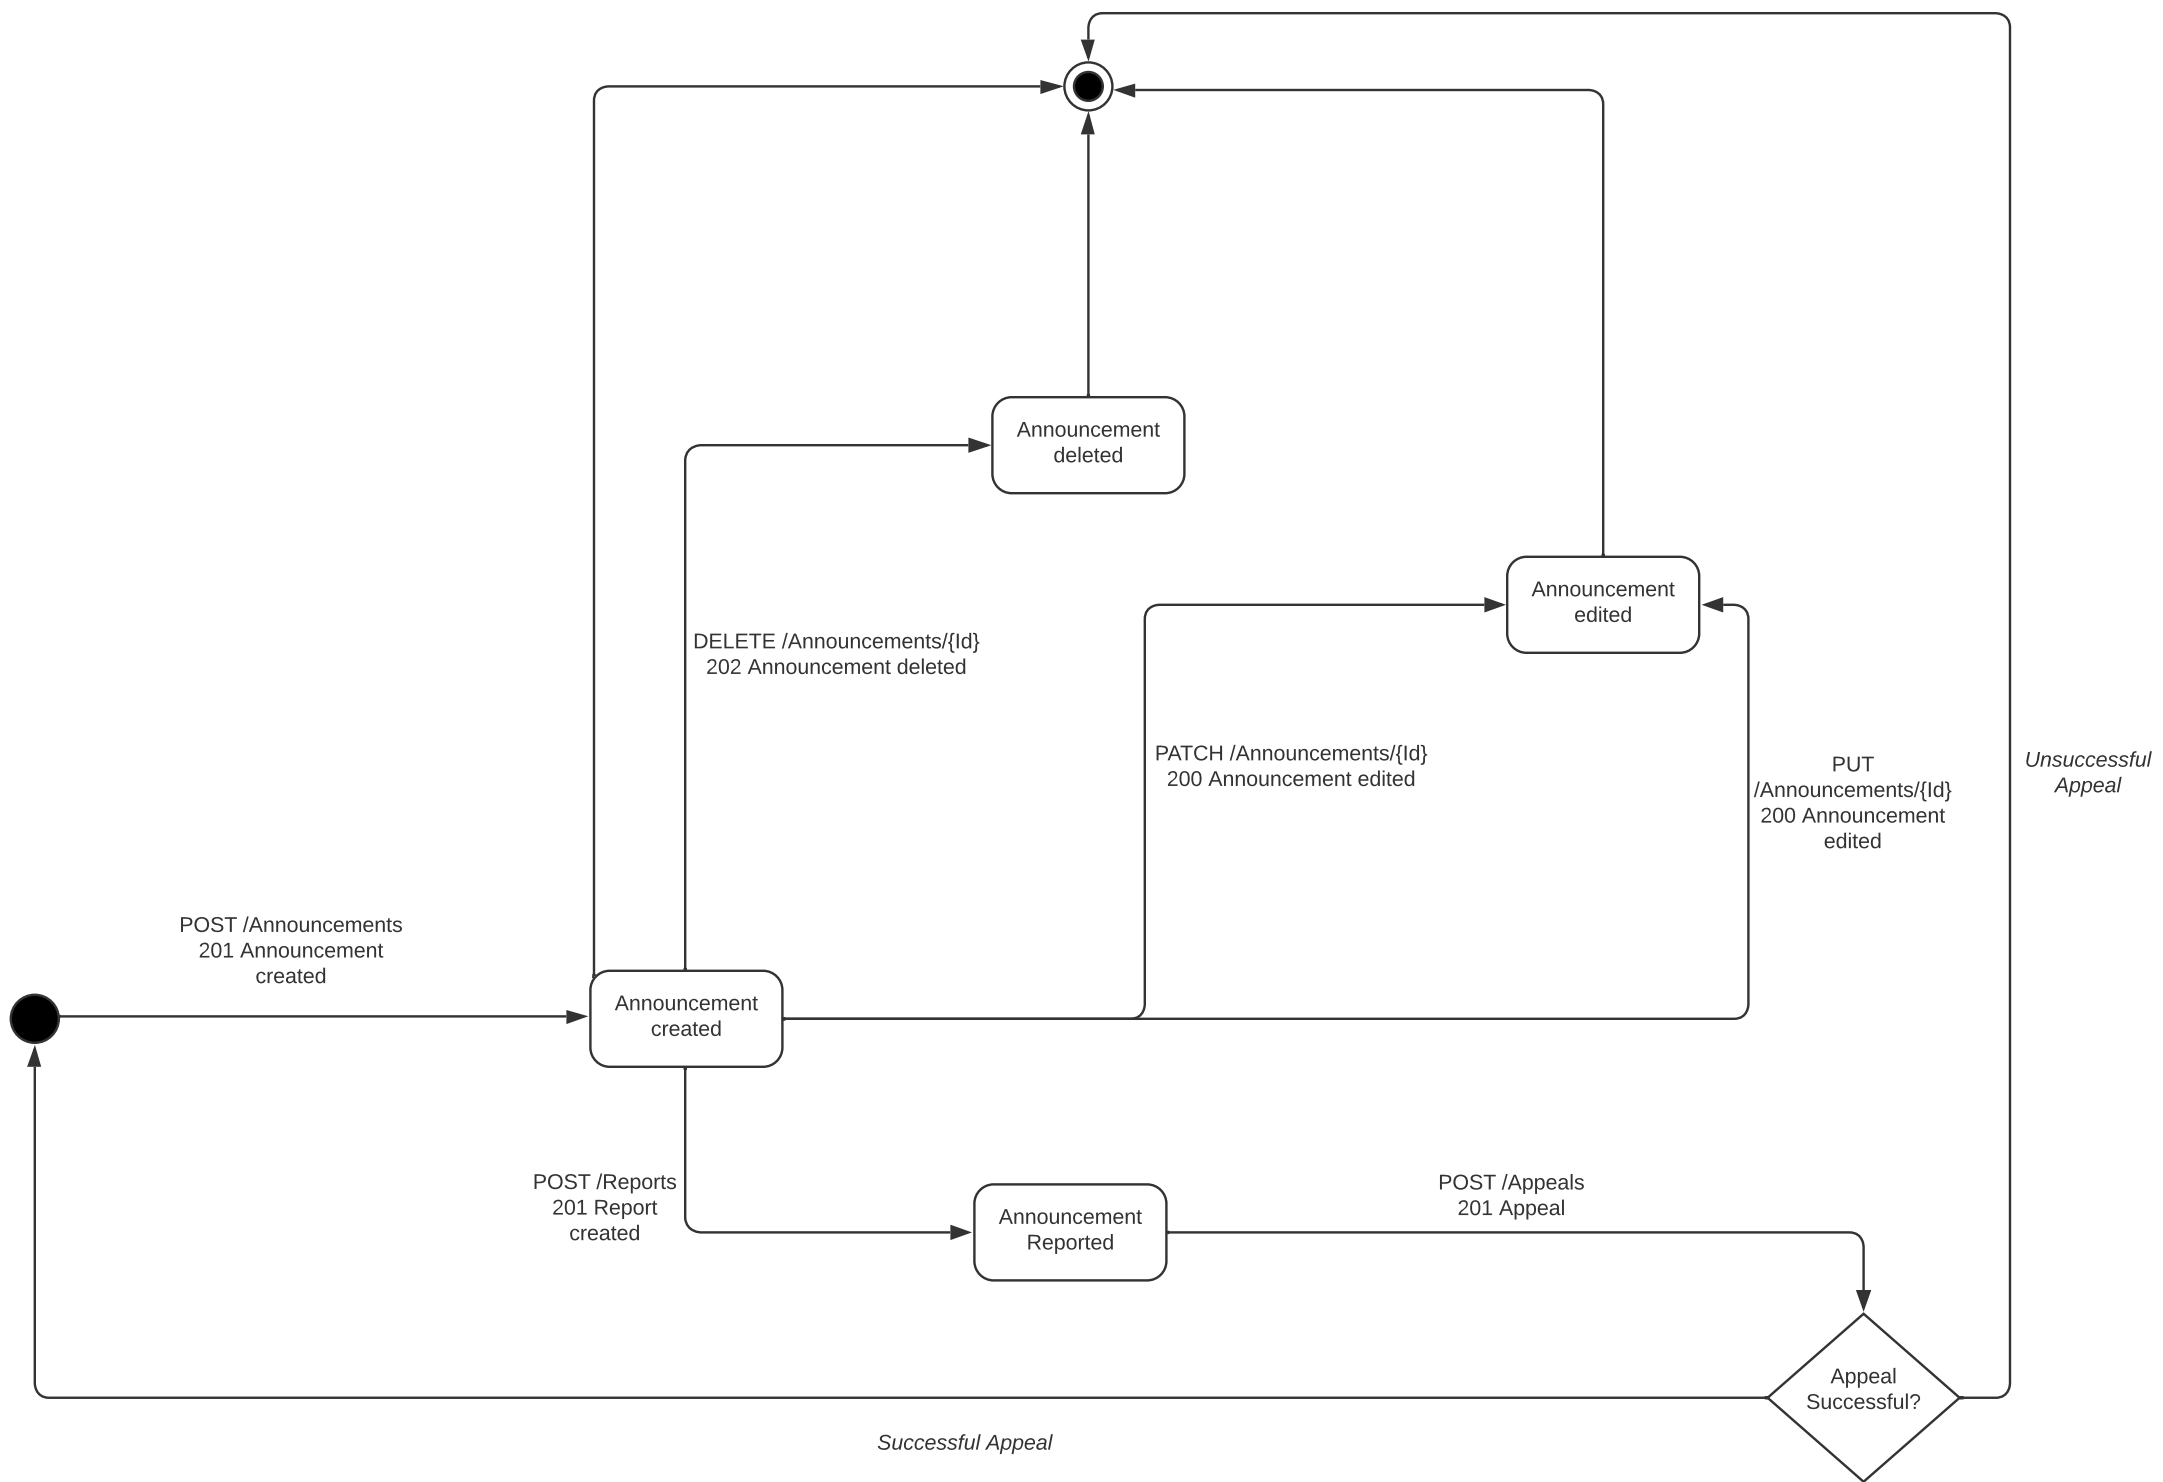 Announcement
deleted
Announcement
edited
DELETE /Announcements/{Id}
202 Announcement deleted
PATCH /Announcements/{Id}
200 Announcement edited
PUT
/Announcements/{Id}
200 Announcement
edited
Unsuccessful
Appeal
POST /Announcements
201 Announcement
created
Announcement
created
POST /Reports
201 Report
created
Announcement
Reported
POST /Appeals
201 Appeal
Appeal
Successful?
Successful Appeal